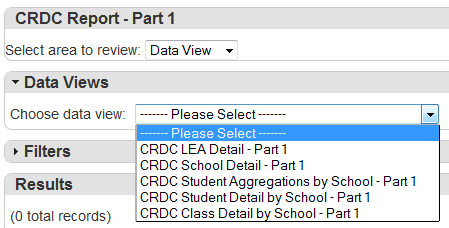 CRDC Report - Part 1
Select area to review: Data View
Data Views
Choose data view: ------- Please Select -------
------- Please Select -------
CRDC LEA Detail - Part 1
CRDC School Detail - Part 1
CRDC Student Aggregations by School - Part 1
CRDC Student Detail by School - Part 1
CRDC Class Detail by School - Part 1
Filters
Results
(0 total records)